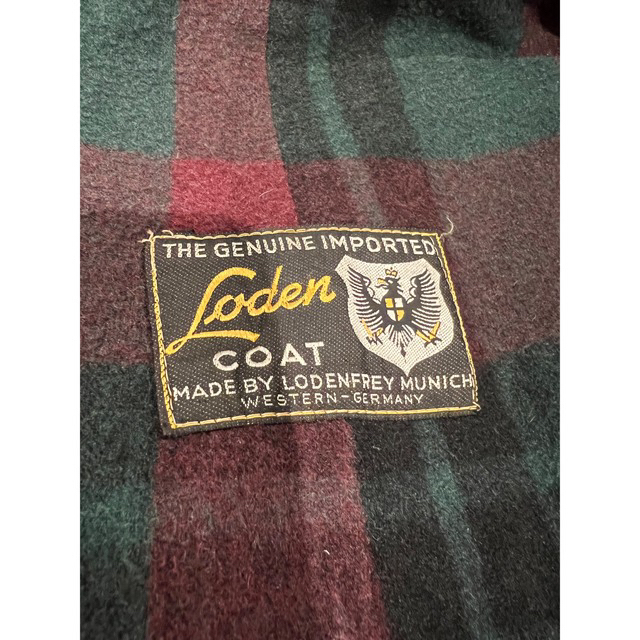 THE GENUINE IMPORTED
Loden
COAT
MADE BY LODENFREY MUNICH
WESTERN-GERMANY